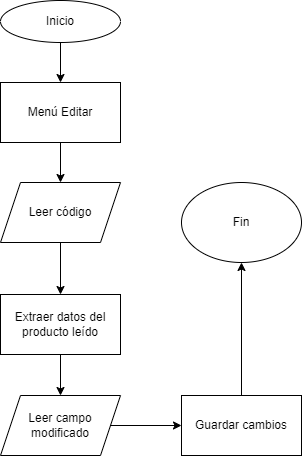 Inicio
Menú Editar
Leer código
Extraer datos del
producto leído
Leer campo
modificado
Guardar cambios
Fin